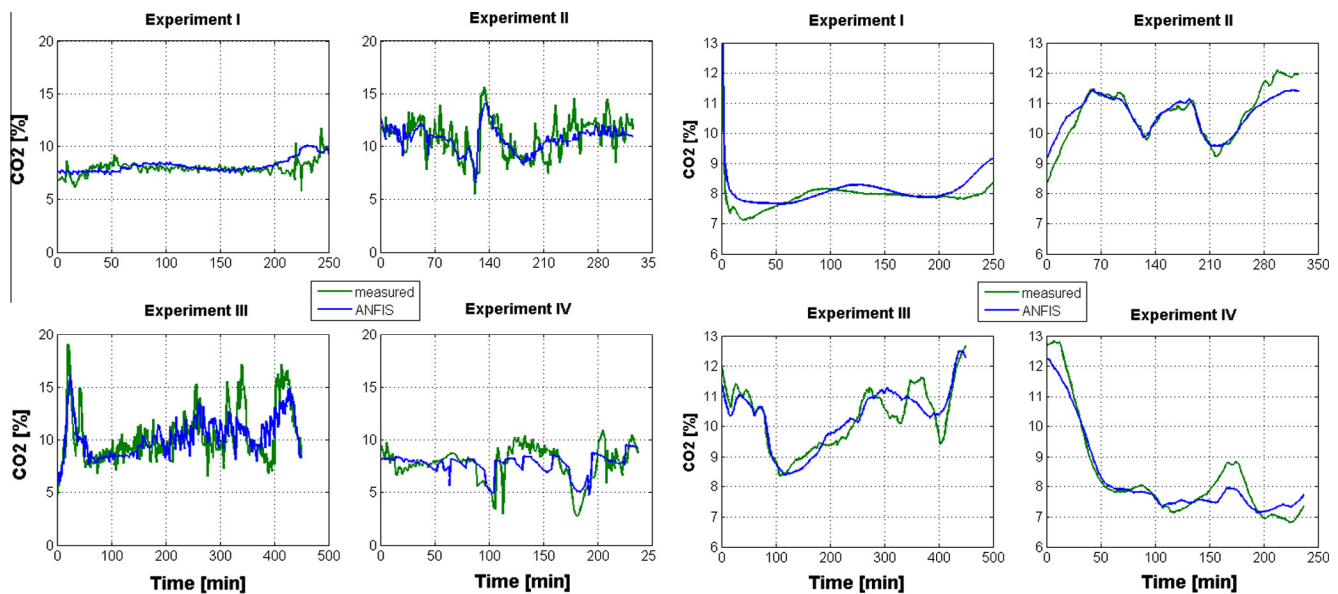 Experiment I
CO2 [%]
20
15
10
5
0
0 50 100 150 200 250
Experiment II
20
15
10
5
0
0 70 140 210 280 35
measured
ANFIS
Experiment III
CO2 [%]
20
15
10
5
0
0 100 200 300 400 500
Time [min]
Experiment IV
20
15
10
5
0
0 50 100 150 200 25
Time [min]
Experiment I
CO2 [%]
13
12
11
10
9
8
7
6
0 50 100 150 200 250
Experiment II
13
12
11
10
9
8
7
6
0 70 140 210 280 350
measured
ANFIS
Experiment III
CO2 [%]
13
12
11
10
9
8
7
6
0 100 200 300 400 500
Time [min]
Experiment IV
13
12
11
10
9
8
7
6
0 50 100 150 200 250
Time [min]